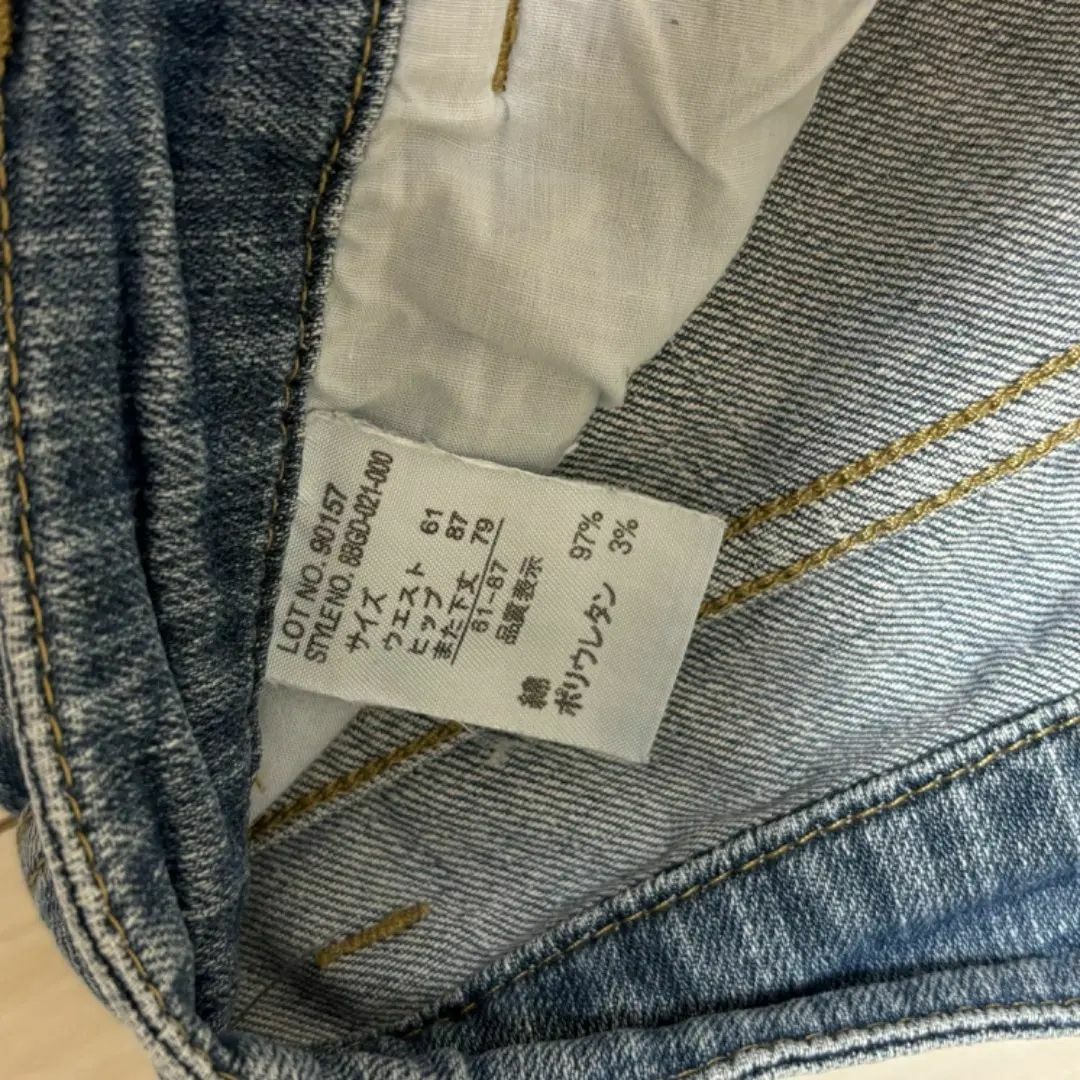 LOT NO. 90157
STYLE NO. BBGD-021-000
サイズ
ウエスト 61
ヒップ 87
また下丈 79
61-87
品質表示
綿 97%
ポリウレタン 3%